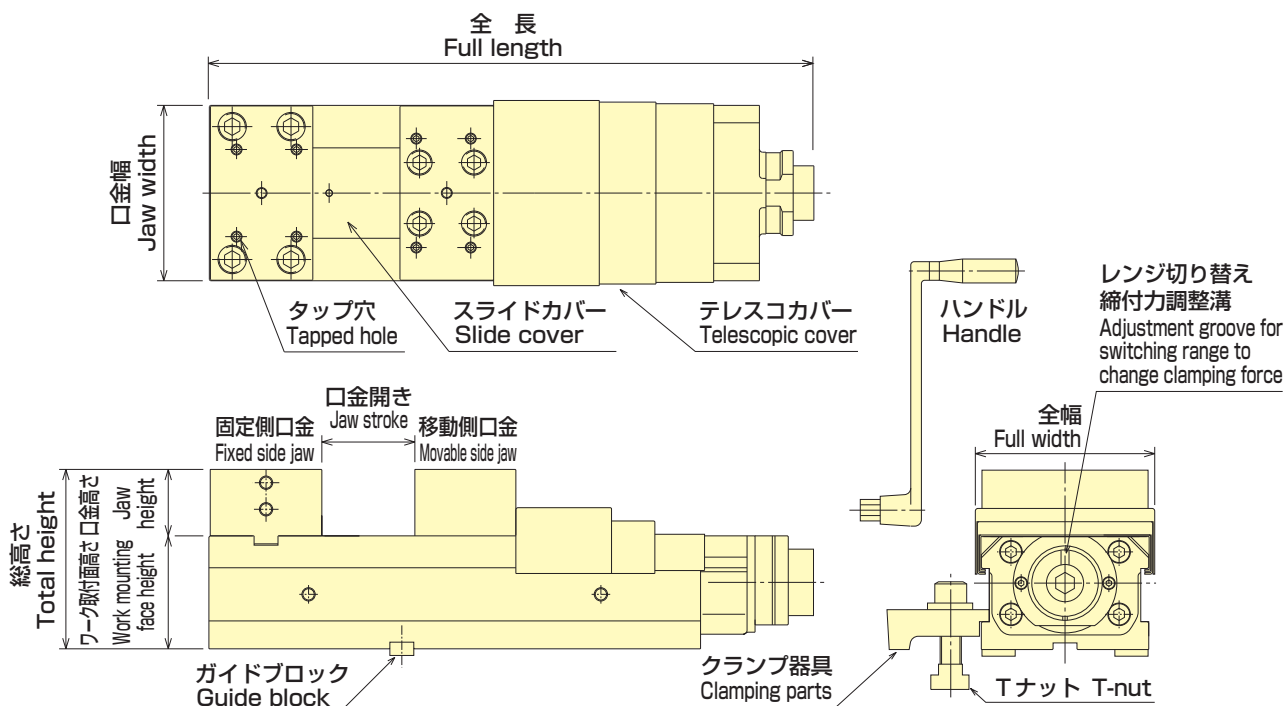 全 長
Full length
口金幅
Jaw width
タップ穴
Tapped hole
スライドカバー
Slide cover
テレスコカバー
Telescopic cover
ハンドル
Handle
レンジ切り替え
締付力調整溝
Adjustment groove for
switching range to
change clamping force
口金開き
Jaw stroke
固定側口金
Fixed side jaw
移動側口金
Movable side jaw
全幅
Full width
総高さ
Total height
口金高さ
Jaw
height
ワーク取付面高さ
Work mounting
face height
ガイドブロック
Guide block
クランプ器具
Clamping parts
Tナット T-nut